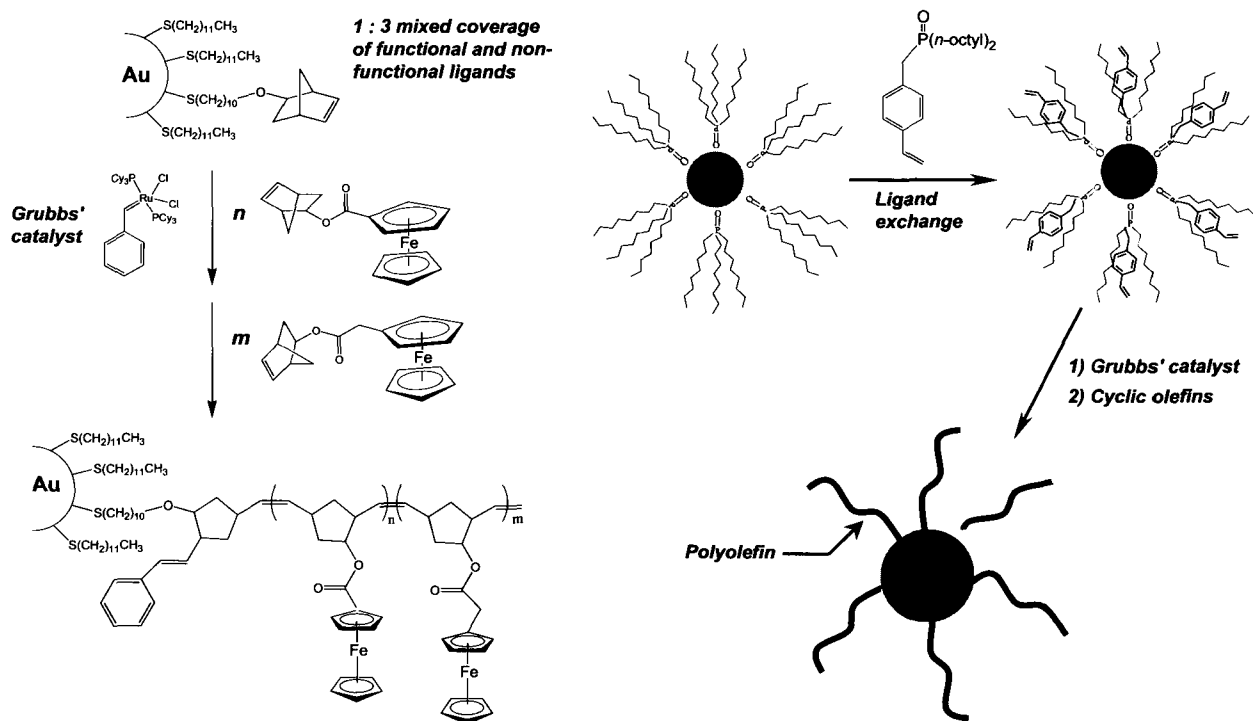 S(CH2)11CH3
S(CH2)11CH3
Au
S(CH2)10
O
S(CH2)11CH3
1 : 3 mixed coverage
of functional and non-
functional ligands
Grubbs'
catalyst
Cy3P
Cl
Ru
Cl
PCy3
n
O
O
Fe
m
O
O
Fe
S(CH2)11CH3
S(CH2)11CH3
Au
S(CH2)10
O
S(CH2)11CH3
n
m
O
O
O
O
Fe
Fe
O
P(n-octyl)2
Ligand
exchange
P
O
P
O
P
O
P
O
P
O
P
O
P
O
P
O
P
O
P
O
P
O
P
O
1) Grubbs' catalyst
2) Cyclic olefins
Polyolefin